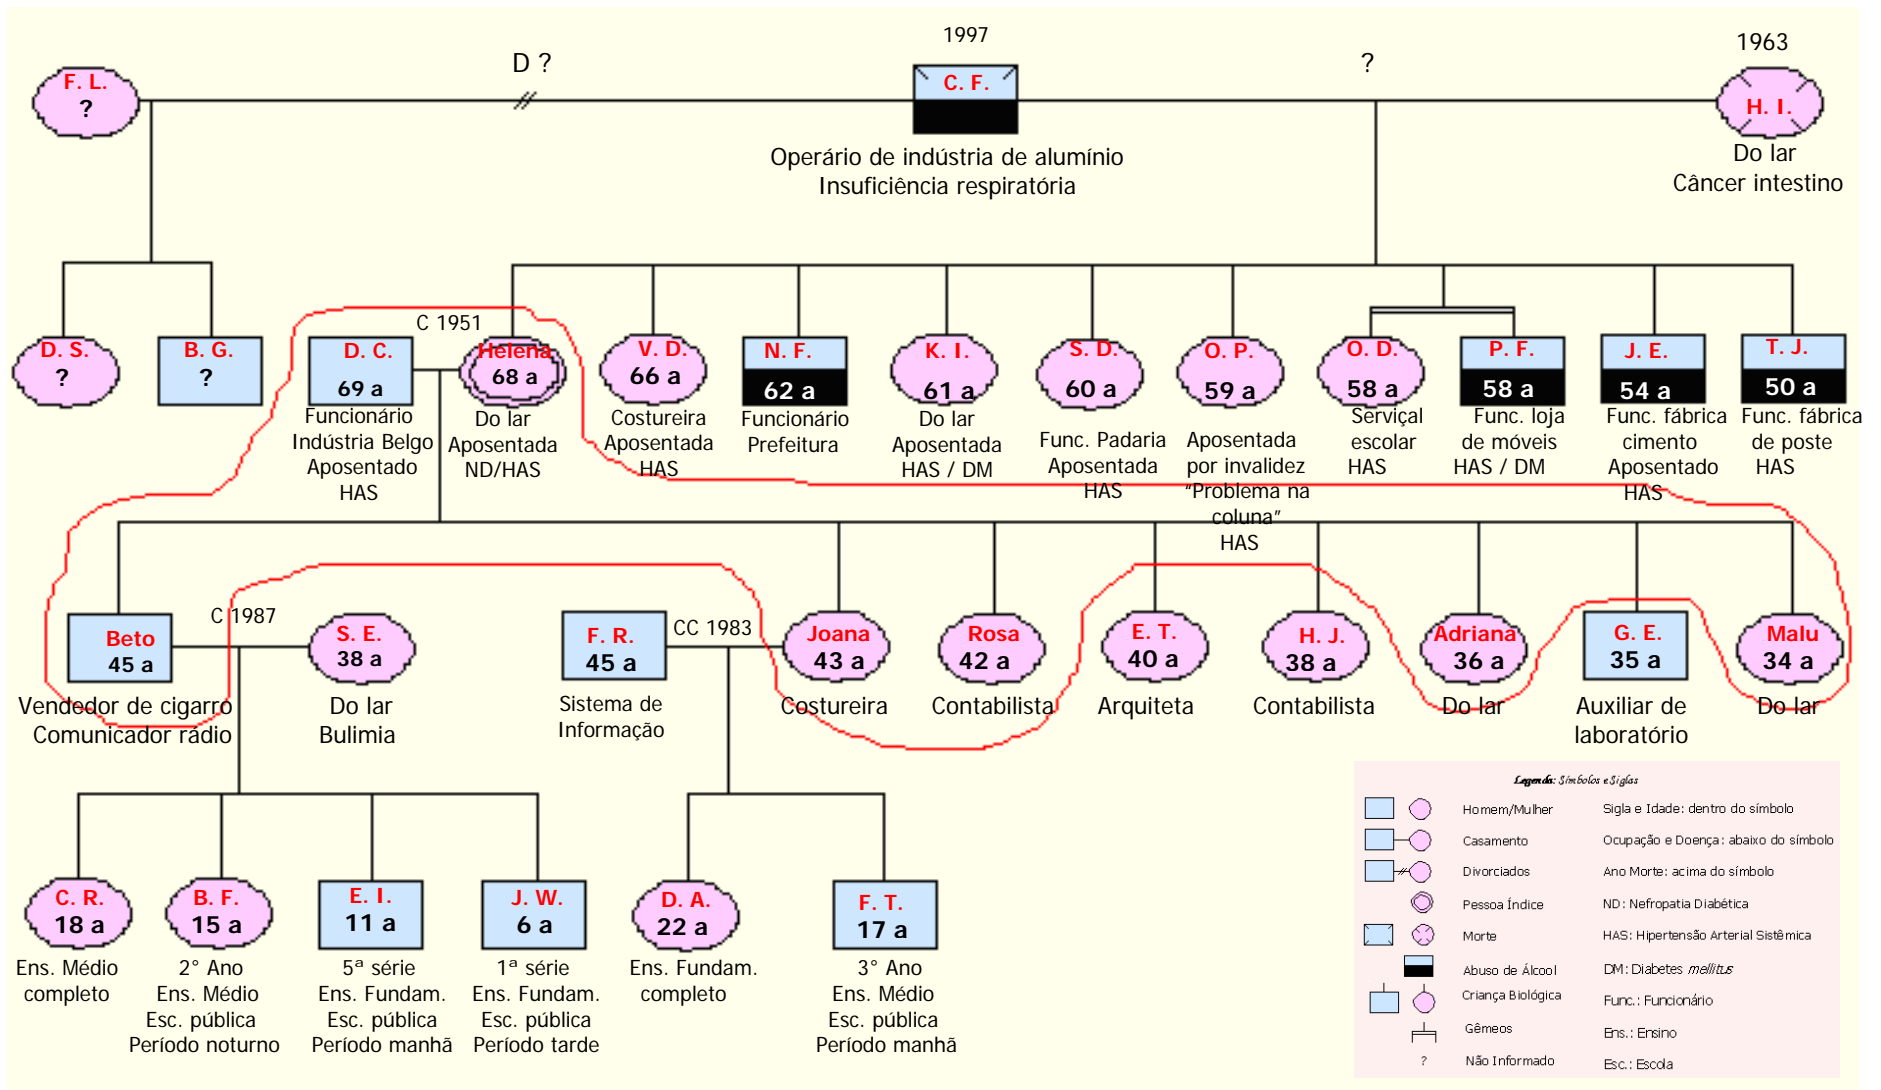 1997
1963
D ?
?
F. L.
?
C. F.
H. I.
Operário de indústria de alumínio
Insuficiência respiratória
Do lar
Câncer intestino
C 1951
D. S.
?
B. G.
?
D. C.
69 a
Funcionário
Indústria Belgo
Aposentado
HAS
Helena
68 a
Do lar
Aposentada
ND/HAS
V. D.
66 a
Costureira
Aposentada
HAS
N. F.
62 a
Funcionário
Prefeitura
K. I.
61 a
Do lar
Aposentada
HAS / DM
S. D.
60 a
Func. Padaria
Aposentada
HAS
O. P.
59 a
Aposentada
por invalidez
“Problema na
coluna”
HAS
O. D.
58 a
Serviçal
escolar
HAS
P. F.
58 a
Func. loja
de móveis
HAS / DM
J. E.
54 a
Func. fábrica
cimento
Aposentado
HAS
T. J.
50 a
Func. fábrica
de poste
HAS
Beto
45 a
Vendedor de cigarro
Comunicador rádio
C 1987
S. E.
38 a
Do lar
Bulimia
F. R.
45 a
Sistema de
Informação
CC 1983
Joana
43 a
Costureira
Rosa
42 a
Contabilista
E. T.
40 a
Arquiteta
H. J.
38 a
Contabilista
Adriana
36 a
Do lar
G. E.
35 a
Auxiliar de
laboratório
Malu
34 a
Do lar
C. R.
18 a
Ens. Médio
completo
B. F.
15 a
2° Ano
Ens. Médio
Esc. pública
Período noturno
E. I.
11 a
5ª série
Ens. Fundam.
Esc. pública
Período manhã
J. W.
6 a
1ª série
Ens. Fundam.
Esc. pública
Período tarde
D. A.
22 a
Ens. Fundam.
completo
F. T.
17 a
3° Ano
Ens. Médio
Esc. pública
Período manhã
Legenda: Símbolos e Siglas
Homem/Mulher
Sigla e Idade: dentro do símbolo
Casamento
Ocupação e Doença: abaixo do símbolo
Divorciados
Ano Morte: acima do símbolo
Pessoa Índice
ND: Nefropatia Diabética
Morte
HAS: Hipertensão Arterial Sistêmica
Abuso de Álcool
DM: Diabetes mellitus
Criança Biológica
Func.: Funcionário
Gêmeos
Ens.: Ensino
? Não Informado
Esc.: Escola